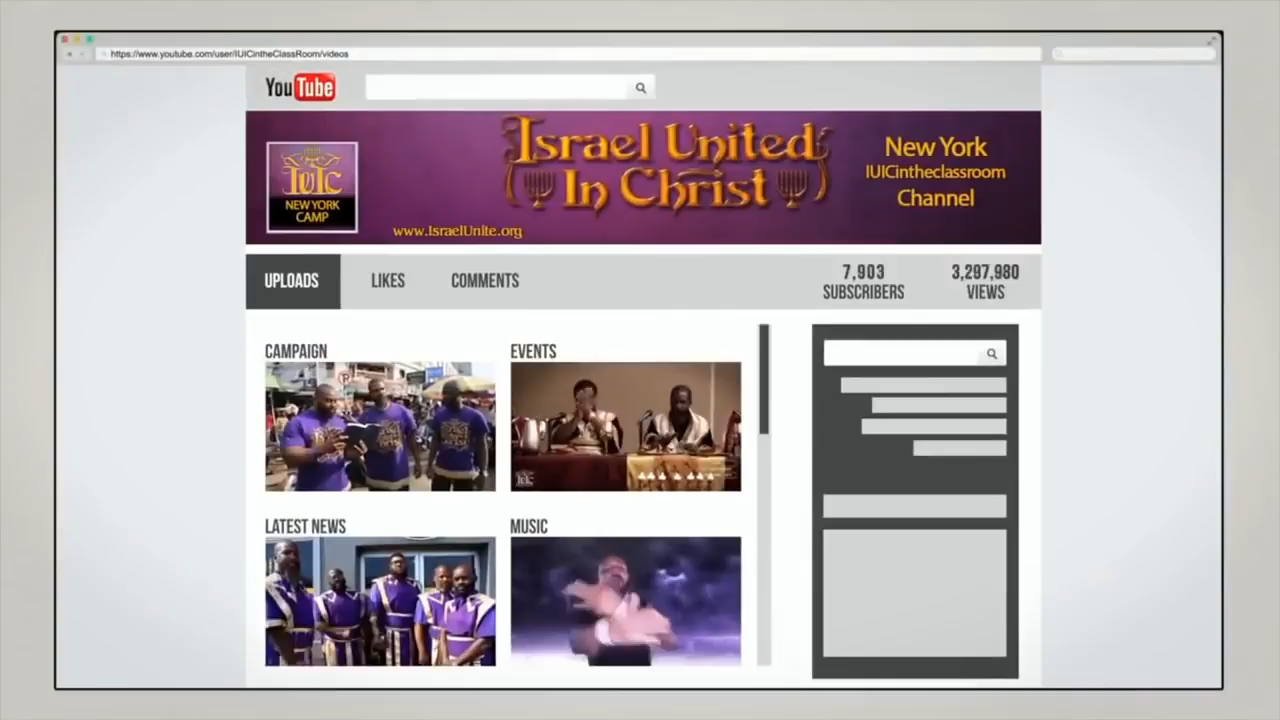 https://www.youtube.com/user/IUICintheClassRoom/videos
YouTube
Israel United
In Christ
New York
IUICintheclassroom
Channel
IUIC
NEW YORK
CAMP
www.IsraelUnite.org
UPLOADS
LIKES
COMMENTS
7,903
SUBSCRIBERS
3,297,980
VIEWS
CAMPAIGN
EVENTS
IUIC
LATEST NEWS
MUSIC